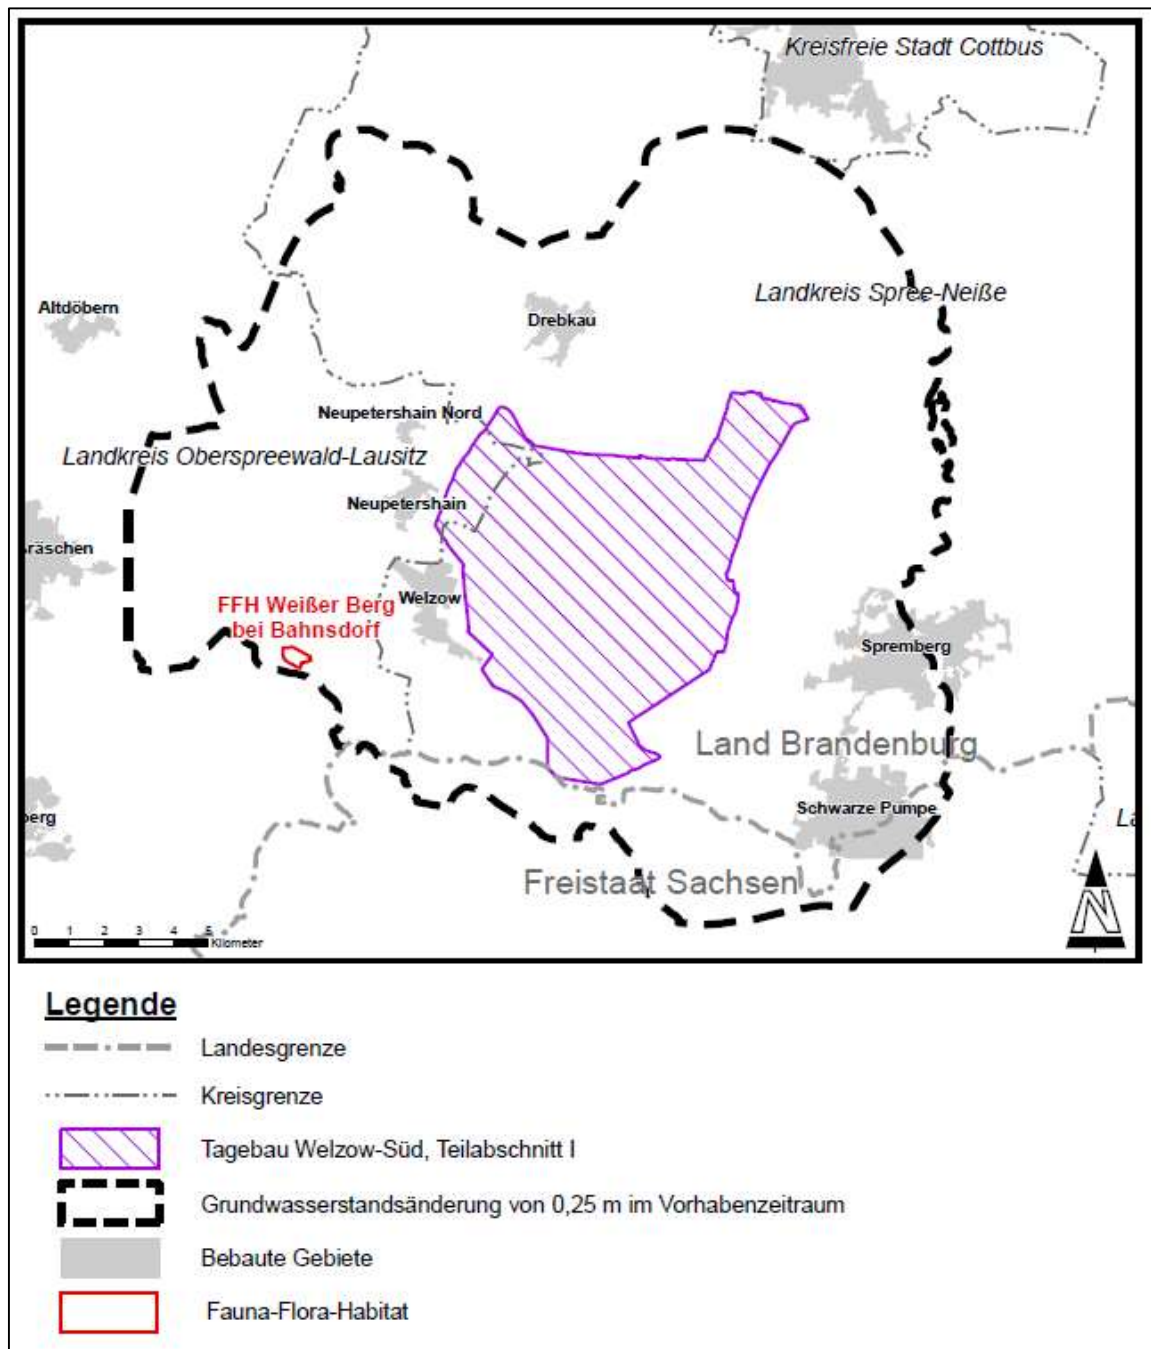 Kreisfreie Stadt Cottbus
Landkreis Spree-Neiße
Altdöbern
Drebkau
Neupetershain Nord
Landkreis Oberspreewald-Lausitz
Neupetershain
räschen
FFH Weißer Berg
bei Bahnsdorf
Welzow
Spremberg
Land Brandenburg
Schwarze Pumpe
erg
La
Freistaat Sachsen
N
0 1 2 3 4 5
Kilometer
Legende
Landesgrenze
Kreisgrenze
Tagebau Welzow-Süd, Teilabschnitt I
Grundwasserstandsänderung von 0,25 m im Vorhabenzeitraum
Bebaute Gebiete
Fauna-Flora-Habitat